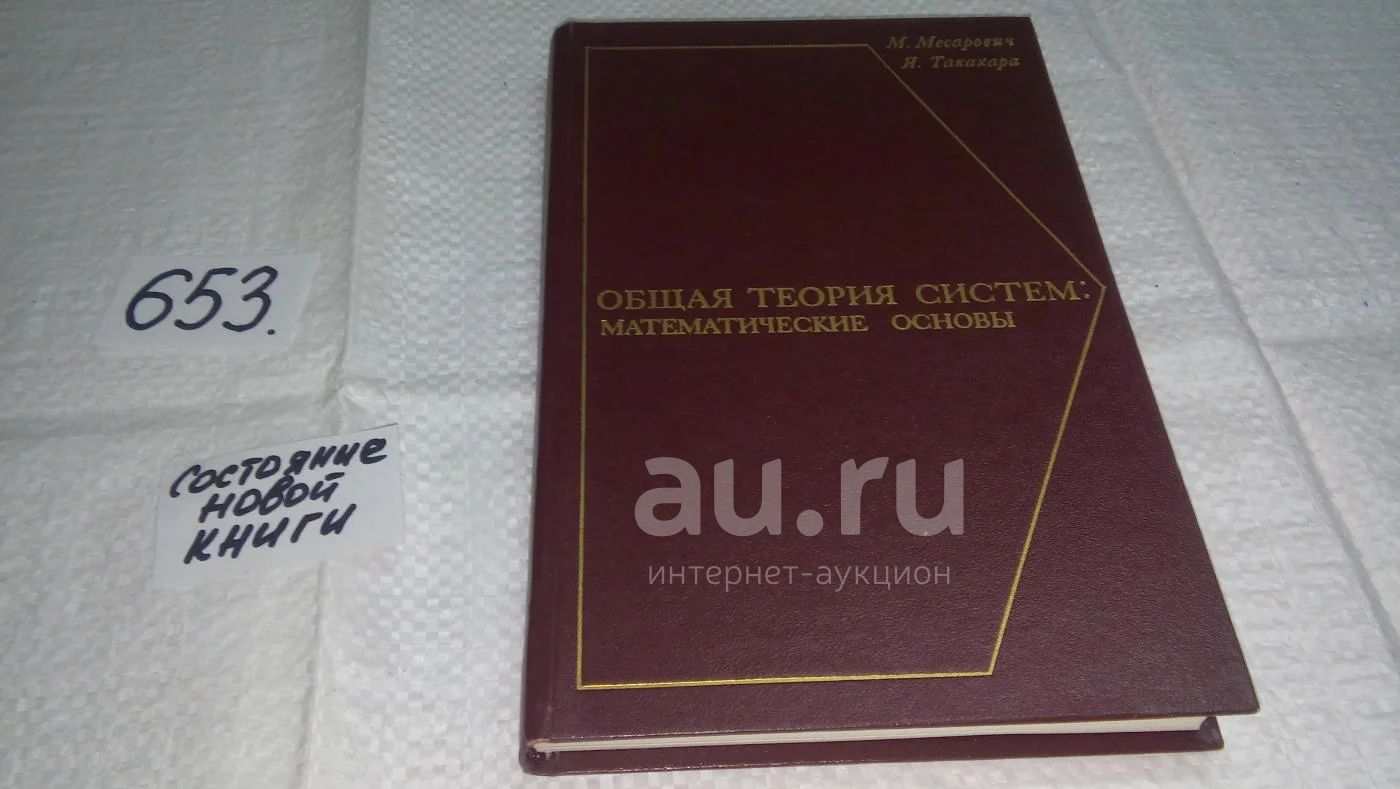 М. Месарович
Я. Такахара
ОБЩАЯ ТЕОРИЯ СИСТЕМ:
МАТЕМАТИЧЕСКИЕ ОСНОВЫ
653.
СОСТОЯНИЕ
НОВОЙ
КНИГИ
au.ru
интернет-аукцион